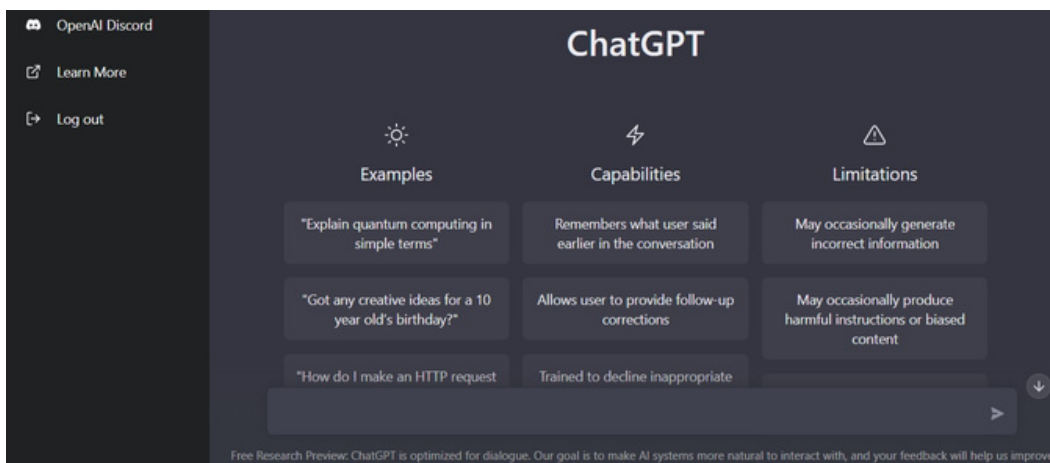 OpenAI Discord
Learn More
Log out
ChatGPT
Examples
"Explain quantum computing in
simple terms"
"Got any creative ideas for a 10
year old's birthday?"
"How do I make an HTTP request
Capabilities
Remembers what user said
earlier in the conversation
Allows user to provide follow-up
corrections
Trained to decline inappropriate
Limitations
May occasionally generate
incorrect information
May occasionally produce
harmful instructions or biased
content
Free Research Preview: ChatGPT is optimized for dialogue. Our goal is to make AI systems more natural to interact with, and your feedback will help us improve